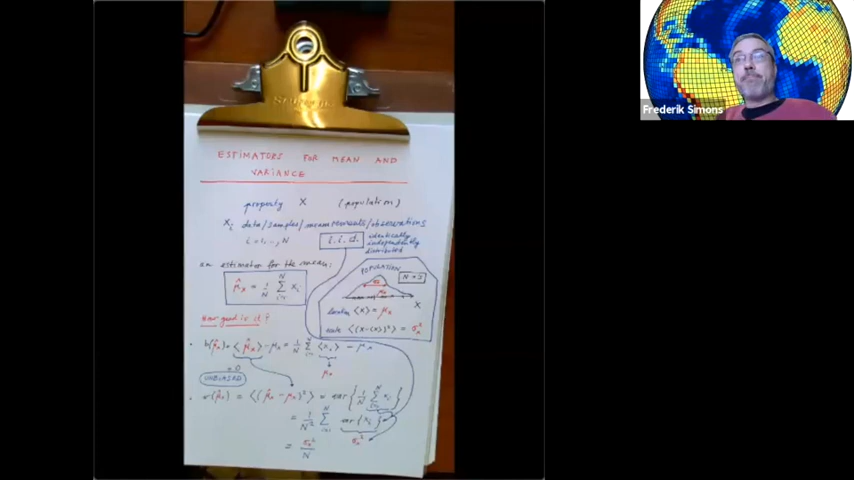 ESTIMATORS FOR MEAN AND
VARIANCE
property X (population)
Xi data/samples/measurements/observations
i = 1, .., N
i.i.d.
identically
independently
distributed
an estimator for the mean:
μ̂x = 1/N Σ xi
N
i=1
POPULATION
X
location <X> = μx
scale <(X-<X>)²> = σx²
How good is it?
b(μ̂x) = <μ̂x> - μx = 1/N Σ <xi> - μx
μx
= 0
UNBIASED
v(μ̂x) = <(μ̂x - μx)²> = var{1/N Σ xi}
= 1/N² Σ var{xi}
σx²
= σx²/N
Frederik Simons